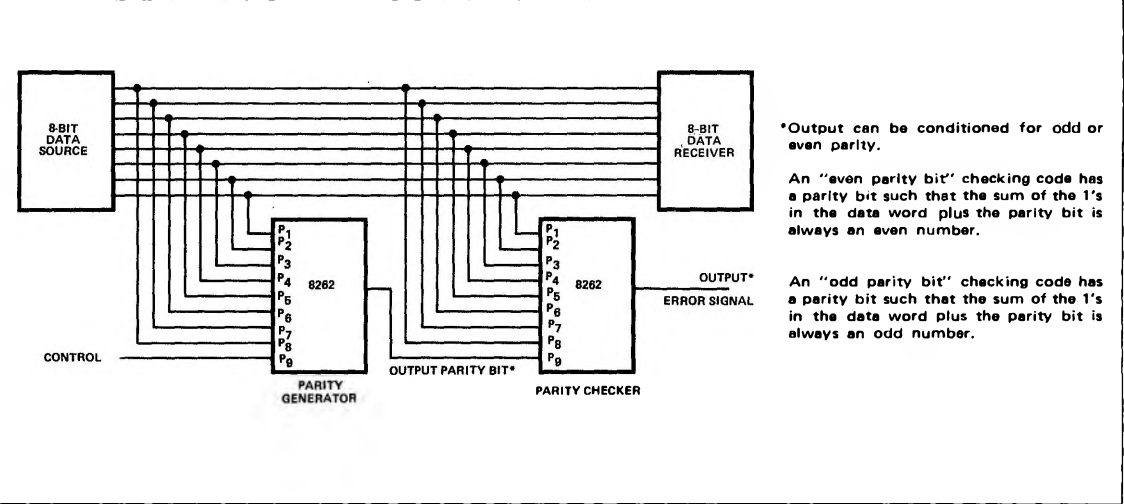 8-BIT
DATA
SOURCE
8-BIT
DATA
RECEIVER
P1
P2
P3
P4
P5
P6
P7
P8
P9
8262
CONTROL
PARITY
GENERATOR
OUTPUT PARITY BIT*
P1
P2
P3
P4
P5
P6
P7
P8
P9
8262
PARITY CHECKER
OUTPUT*
ERROR SIGNAL
*Output can be conditioned for odd or
even parity.
An "even parity bit" checking code has
a parity bit such that the sum of the 1's
in the data word plus the parity bit is
always an even number.
An "odd parity bit" checking code has
a parity bit such that the sum of the 1's
in the data word plus the parity bit is
always an odd number.